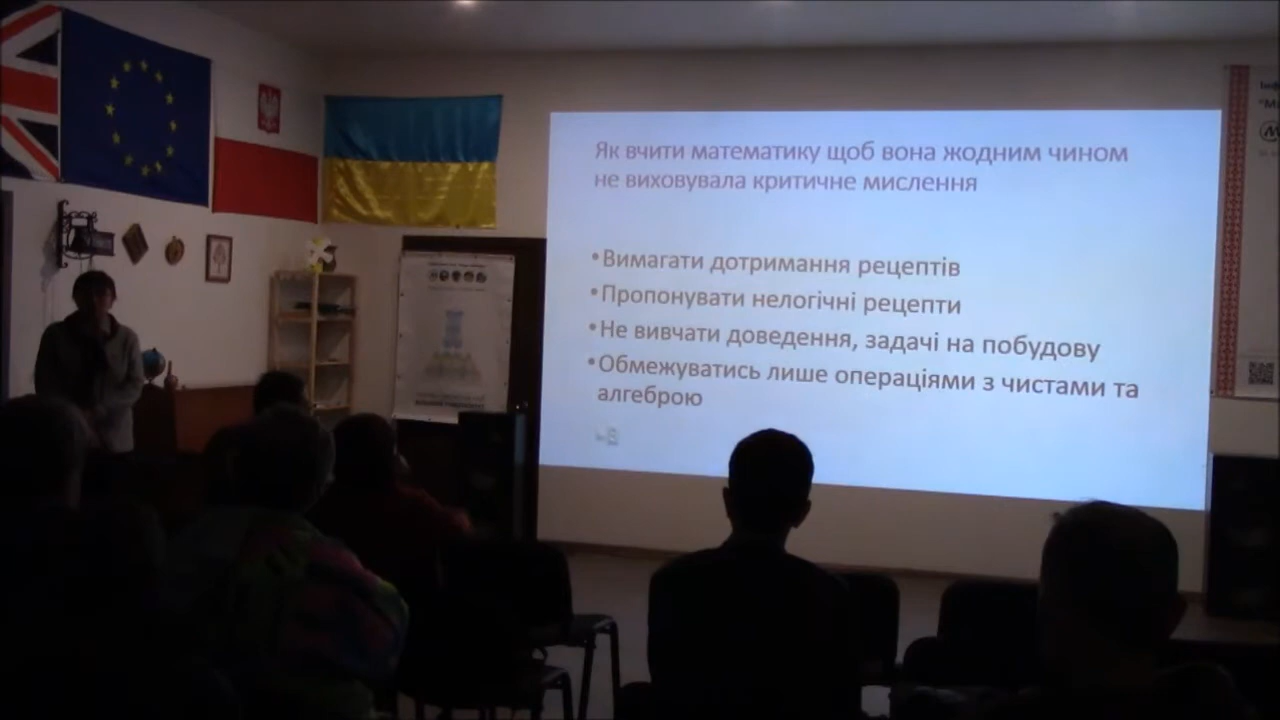 Як вчити математику щоб вона жодним чином
не виховувала критичне мислення
•Вимагати дотримання рецептів
•Пропонувати нелогічні рецепти
•Не вивчати доведення, задачі на побудову
•Обмежуватись лише операціями з чистами та
алгеброю